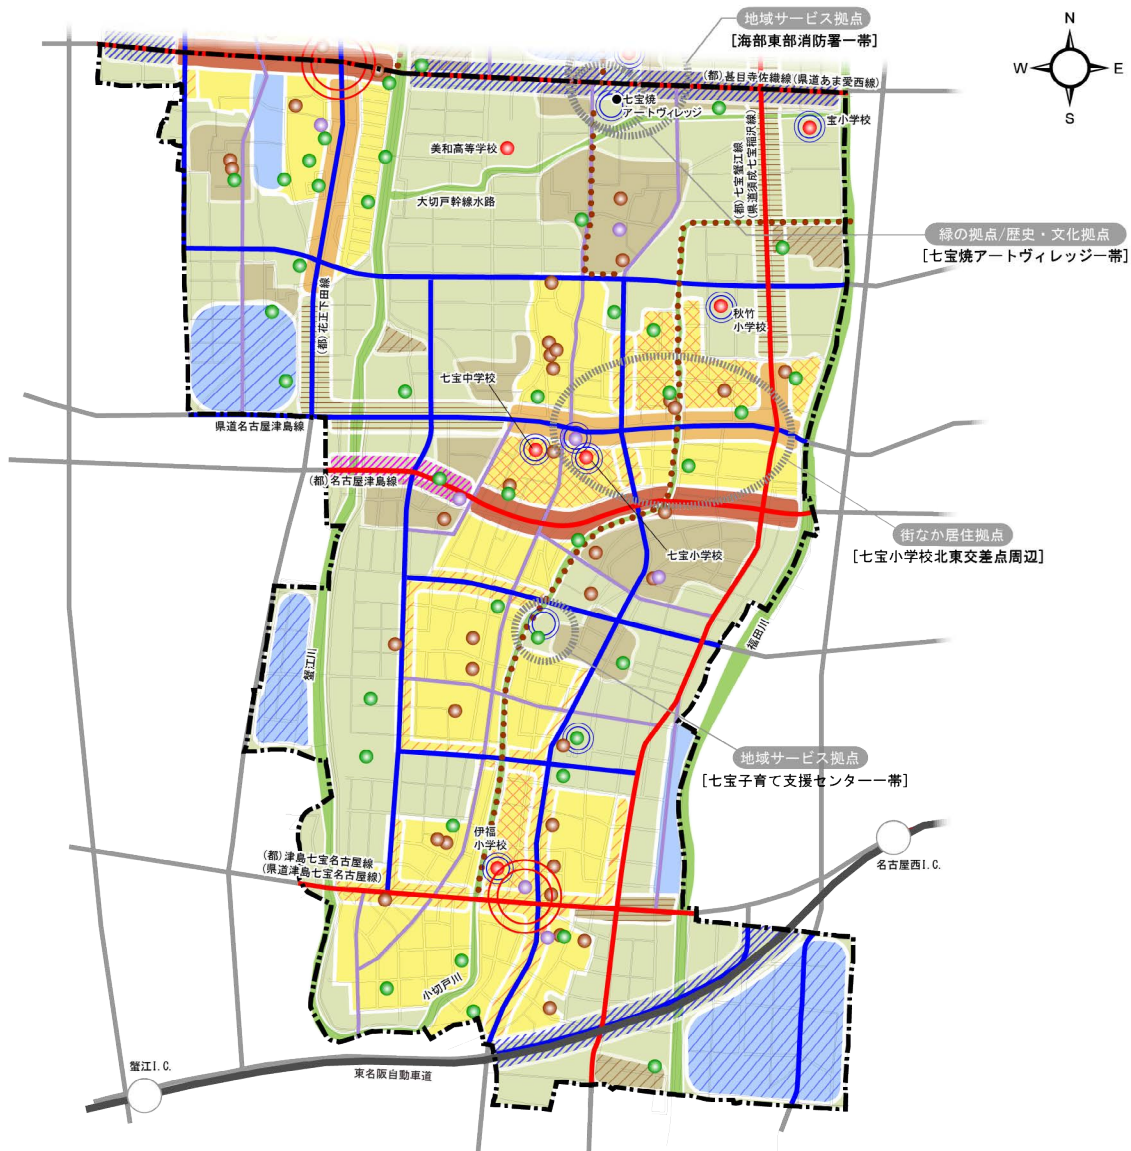 地域サービス拠点
[海部東部消防署一帯]
N
W
E
S
(都)甚目寺佐織線(県道あま愛西線)
七宝焼
アートヴィレッジ
宝小学校
美和高等学校
(都)七宝蟹江線
(県道須成七宝稲沢線)
大切戸幹線水路
緑の拠点/歴史・文化拠点
[七宝焼アートヴィレッジ一帯]
(都)花正下田線
秋竹
小学校
七宝中学校
県道名古屋津島線
(都)名古屋津島線
街なか居住拠点
[七宝小学校北東交差点周辺]
七宝小学校
福田川
蟹江川
地域サービス拠点
[七宝子育て支援センター一帯]
伊福
小学校
(都)津島七宝名古屋線
(県道津島七宝名古屋線)
名古屋西I.C.
小切戸川
蟹江I.C.
東名阪自動車道